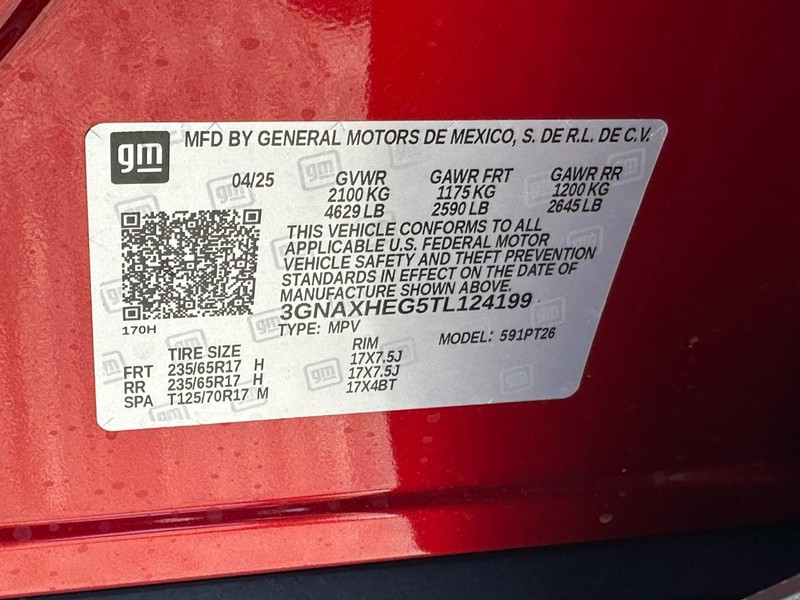 gm MFD BY GENERAL MOTORS DE MEXICO, S. DE R.L. DE C.V.
04/25 GVWR GAWR FRT GAWR RR
2100 KG 1175 KG 1200 KG
4629 LB 2590 LB 2645 LB
THIS VEHICLE CONFORMS TO ALL
APPLICABLE U.S. FEDERAL MOTOR
VEHICLE SAFETY AND THEFT PREVENTION
STANDARDS IN EFFECT ON THE DATE OF
MANUFACTURE SHOWN ABOVE.
3GNAXHEG5TL124199
170H TYPE: MPV MODEL: 591PT26
TIRE SIZE RIM
FRT 235/65R17 H 17X7.5J
RR 235/65R17 H 17X7.5J
SPA T125/70R17 M 17X4BT